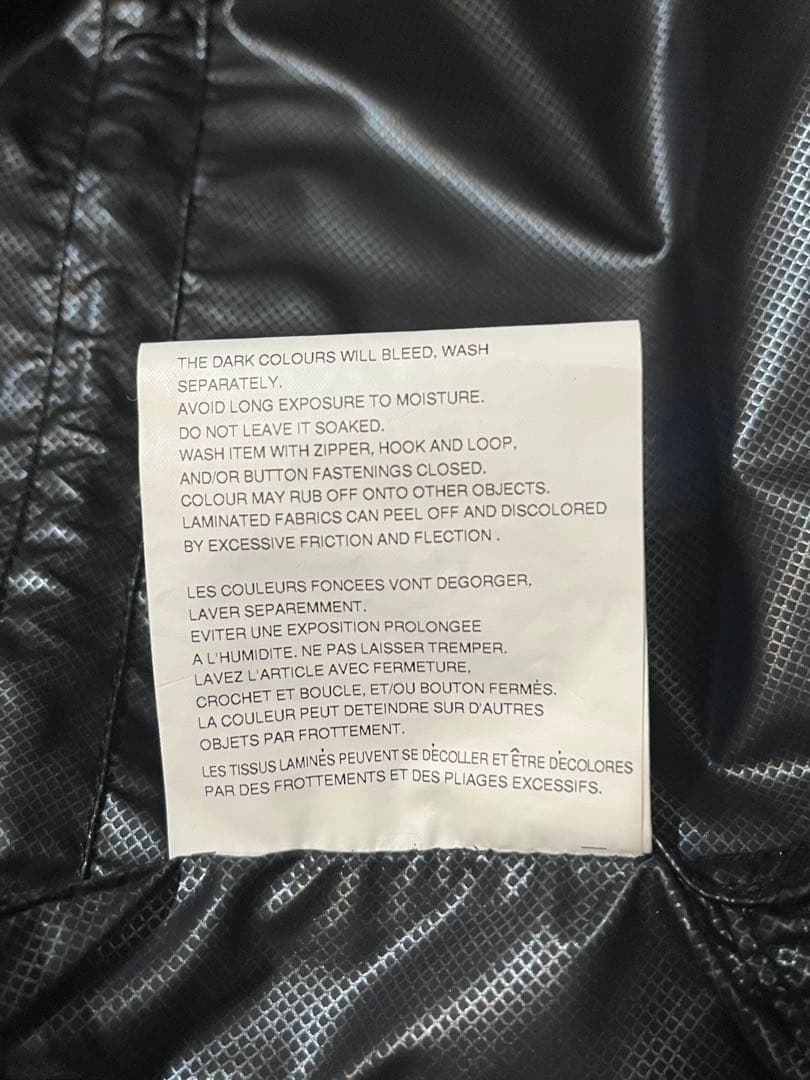 THE DARK COLOURS WILL BLEED, WASH
SEPARATELY.
AVOID LONG EXPOSURE TO MOISTURE.
DO NOT LEAVE IT SOAKED.
WASH ITEM WITH ZIPPER, HOOK AND LOOP,
AND/OR BUTTON FASTENINGS CLOSED.
COLOUR MAY RUB OFF ONTO OTHER OBJECTS.
LAMINATED FABRICS CAN PEEL OFF AND DISCOLORED
BY EXCESSIVE FRICTION AND FLECTION .
LES COULEURS FONCEES VONT DEGORGER,
LAVER SEPAREMMENT.
EVITER UNE EXPOSITION PROLONGEE
A L'HUMIDITE. NE PAS LAISSER TREMPER.
LAVEZ L'ARTICLE AVEC FERMETURE,
CROCHET ET BOUCLE, ET/OU BOUTON FERMÉS.
LA COULEUR PEUT DETEINDRE SUR D'AUTRES
OBJETS PAR FROTTEMENT.
LES TISSUS LAMINÉS PEUVENT SE DÉCOLLER ET ÊTRE DÉCOLORES
PAR DES FROTTEMENTS ET DES PLIAGES EXCESSIFS.